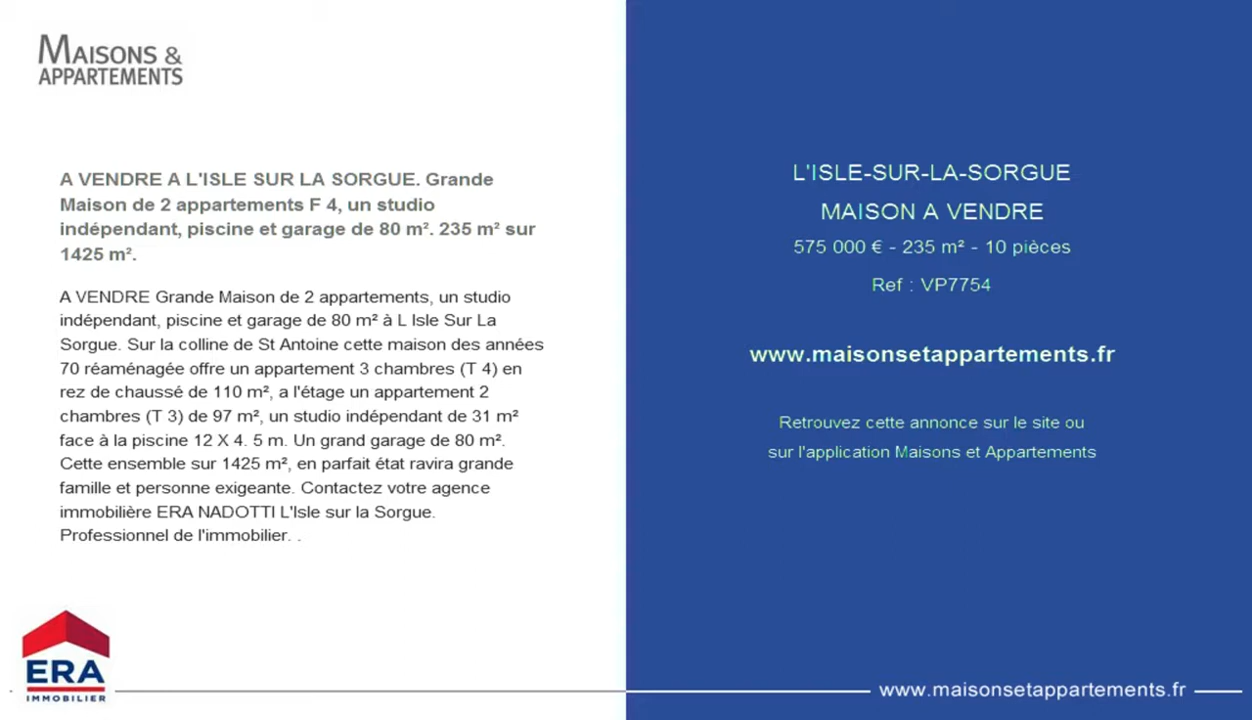 MAISONS &
APPARTEMENTS
A VENDRE A L'ISLE SUR LA SORGUE. Grande
Maison de 2 appartements F 4, un studio
indépendant, piscine et garage de 80 m². 235 m² sur
1425 m².
A VENDRE Grande Maison de 2 appartements, un studio
indépendant, piscine et garage de 80 m² à L Isle Sur La
Sorgue. Sur la colline de St Antoine cette maison des années
70 réaménagée offre un appartement 3 chambres (T 4) en
rez de chaussé de 110 m², a l'étage un appartement 2
chambres (T 3) de 97 m², un studio indépendant de 31 m²
face à la piscine 12 X 4. 5 m. Un grand garage de 80 m².
Cette ensemble sur 1425 m², en parfait état ravira grande
famille et personne exigeante. Contactez votre agence
immobilière ERA NADOTTI L'Isle sur la Sorgue.
Professionnel de l'immobilier. .
ERA
IMMOBILIER
L'ISLE-SUR-LA-SORGUE
MAISON A VENDRE
575 000 € - 235 m² - 10 pièces
Ref : VP7754
www.maisonsetappartements.fr
Retrouvez cette annonce sur le site ou
sur l'application Maisons et Appartements
www.maisonsetappartements.fr